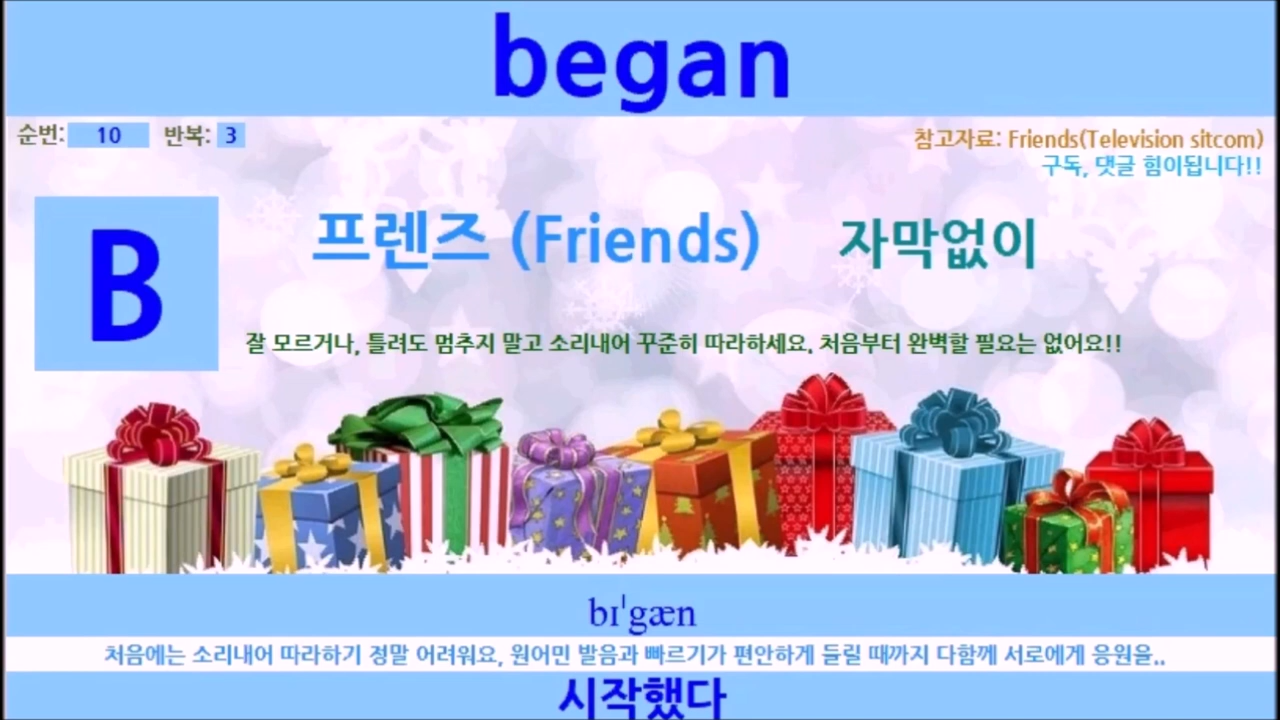 began
순번: 10 반복: 3
참고자료: Friends(Television sitcom)
구독, 댓글 힘이됩니다!!
B
프렌즈 (Friends) 자막없이
잘 모르거나, 틀려도 멈추지 말고 소리내어 꾸준히 따라하세요. 처음부터 완벽할 필요는 없어요!!
bɪˈgæn
처음에는 소리내어 따라하기 정말 어려워요, 원어민 발음과 빠르기가 편안하게 들릴 때까지 다함께 서로에게 응원을..
시작했다